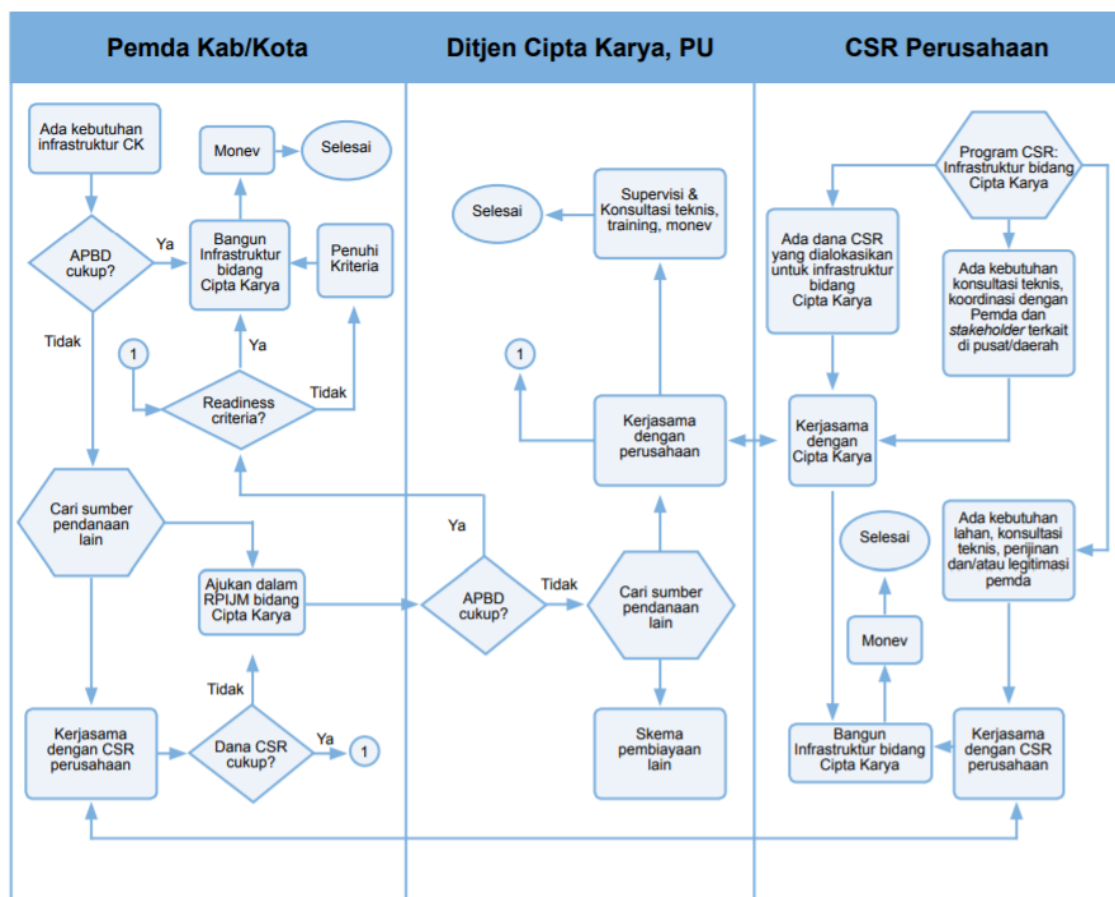 Pemda Kab/Kota
Ditjen Cipta Karya, PU
CSR Perusahaan
Ada kebutuhan
infrastruktur CK
APBD
cukup?
Ya
Tidak
Monev
Selesai
Bangun
Infrastruktur
bidang
Cipta Karya
Penuhi
Kriteria
Ya
Tidak
1
Readiness
criteria?
Cari sumber
pendanaan
lain
Ajukan dalam
RPIJM bidang
Cipta Karya
Tidak
Kerjasama
dengan CSR
perusahaan
Dana CSR
cukup?
Ya
1
Selesai
Supervisi &
Konsultasi teknis,
training, monev
1
Kerjasama
dengan
perusahaan
Ya
APBD
cukup?
Tidak
Cari sumber
pendanaan
lain
Skema
pembiayaan
lain
Program CSR:
Infrastruktur bidang
Cipta Karya
Ada dana CSR
yang dialokasikan
untuk infrastruktur
bidang
Cipta Karya
Ada kebutuhan
konsultasi teknis,
koordinasi dengan
Pemda dan
stakeholder terkait
di pusat/daerah
Kerjasama
dengan
Cipta Karya
Selesai
Ada kebutuhan
lahan, konsultasi
teknis, perijinan
dan/atau legitimasi
pemda
Monev
Bangun
Infrastruktur bidang
Cipta Karya
Kerjasama
dengan CSR
perusahaan